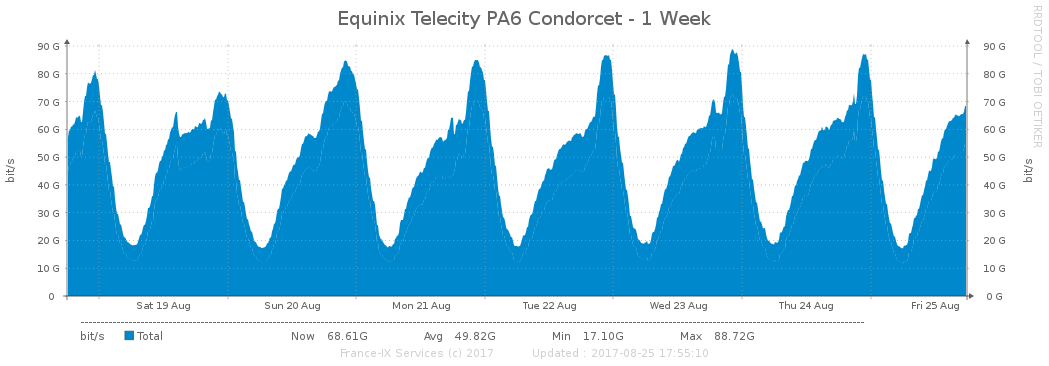 Equinix Telecity PA6 Condorcet - 1 Week
RRDTOOL / TOBI OETIKER
bit/s
90 G
80 G
70 G
60 G
50 G
40 G
30 G
20 G
10 G
0
90 G
80 G
70 G
60 G
50 G
40 G
30 G
20 G
10 G
0 G
bit/s
Sat 19 Aug Sun 20 Aug Mon 21 Aug Tue 22 Aug Wed 23 Aug Thu 24 Aug Fri 25 Aug
bit/s Total Now 68.61G Avg 49.82G Min 17.10G Max 88.72G
France-IX Services (c) 2017 Updated : 2017-08-25 17:55:10